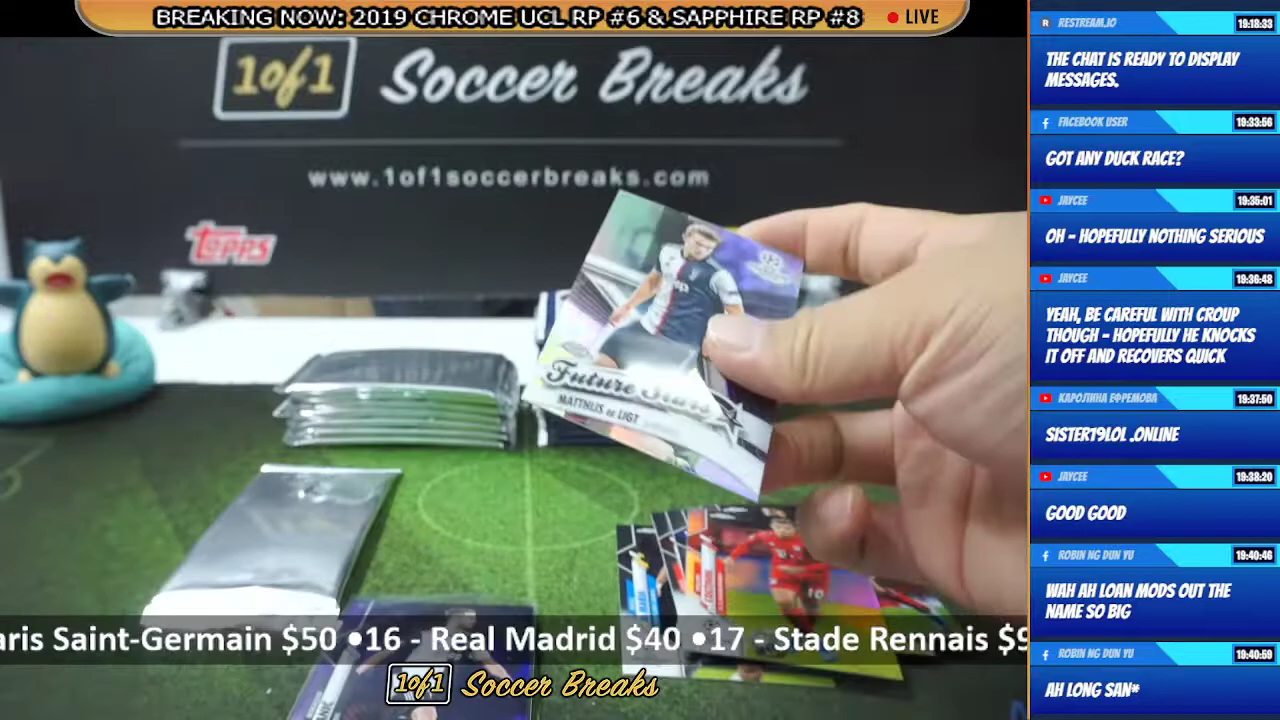 BREAKING NOW: 2019 CHROME UCL RP #6 & SAPPHIRE RP #8
LIVE
1of1 Soccer Breaks
www.1of1soccerbreaks.com
Topps
Future Stars
MATTHIJS DE LIGT
aris Saint-Germain $50 •16 - Real Madrid $40 •17 - Stade Rennais $9
1of1 Soccer Breaks
RESTREAM.IO
19:18:33
THE CHAT IS READY TO DISPLAY
MESSAGES.
FACEBOOK USER
19:33:56
GOT ANY DUCK RACE?
JAYCEE
19:35:01
OH - HOPEFULLY NOTHING SERIOUS
JAYCEE
19:36:48
YEAH, BE CAREFUL WITH CROUP
THOUGH - HOPEFULLY HE KNOCKS
IT OFF AND RECOVERS QUICK
КАРОЛИНА ЕФРЕМОВА
19:37:50
SISTER19LOL .ONLINE
JAYCEE
19:38:20
GOOD GOOD
ROBIN NG DUN YU
19:40:46
WAH AH LOAN MODS OUT THE
NAME SO BIG
ROBIN NG DUN YU
19:40:59
AH LONG SAN*